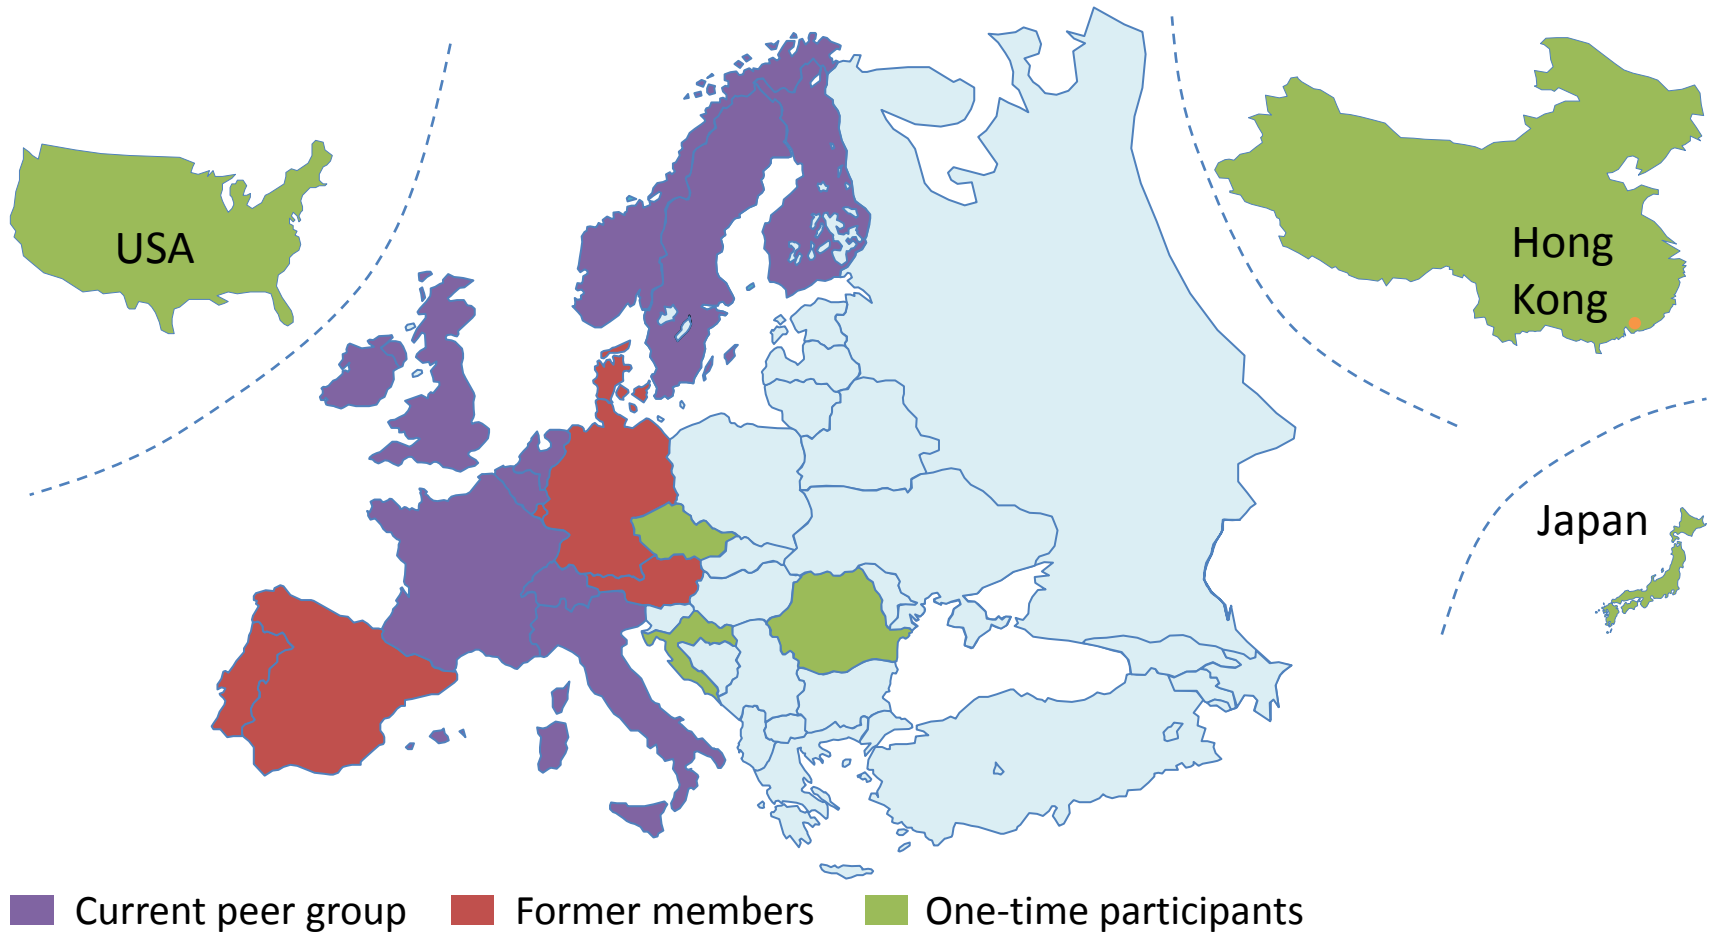 USA
Hong
Kong
Japan
Current peer group
Former members
One-time participants